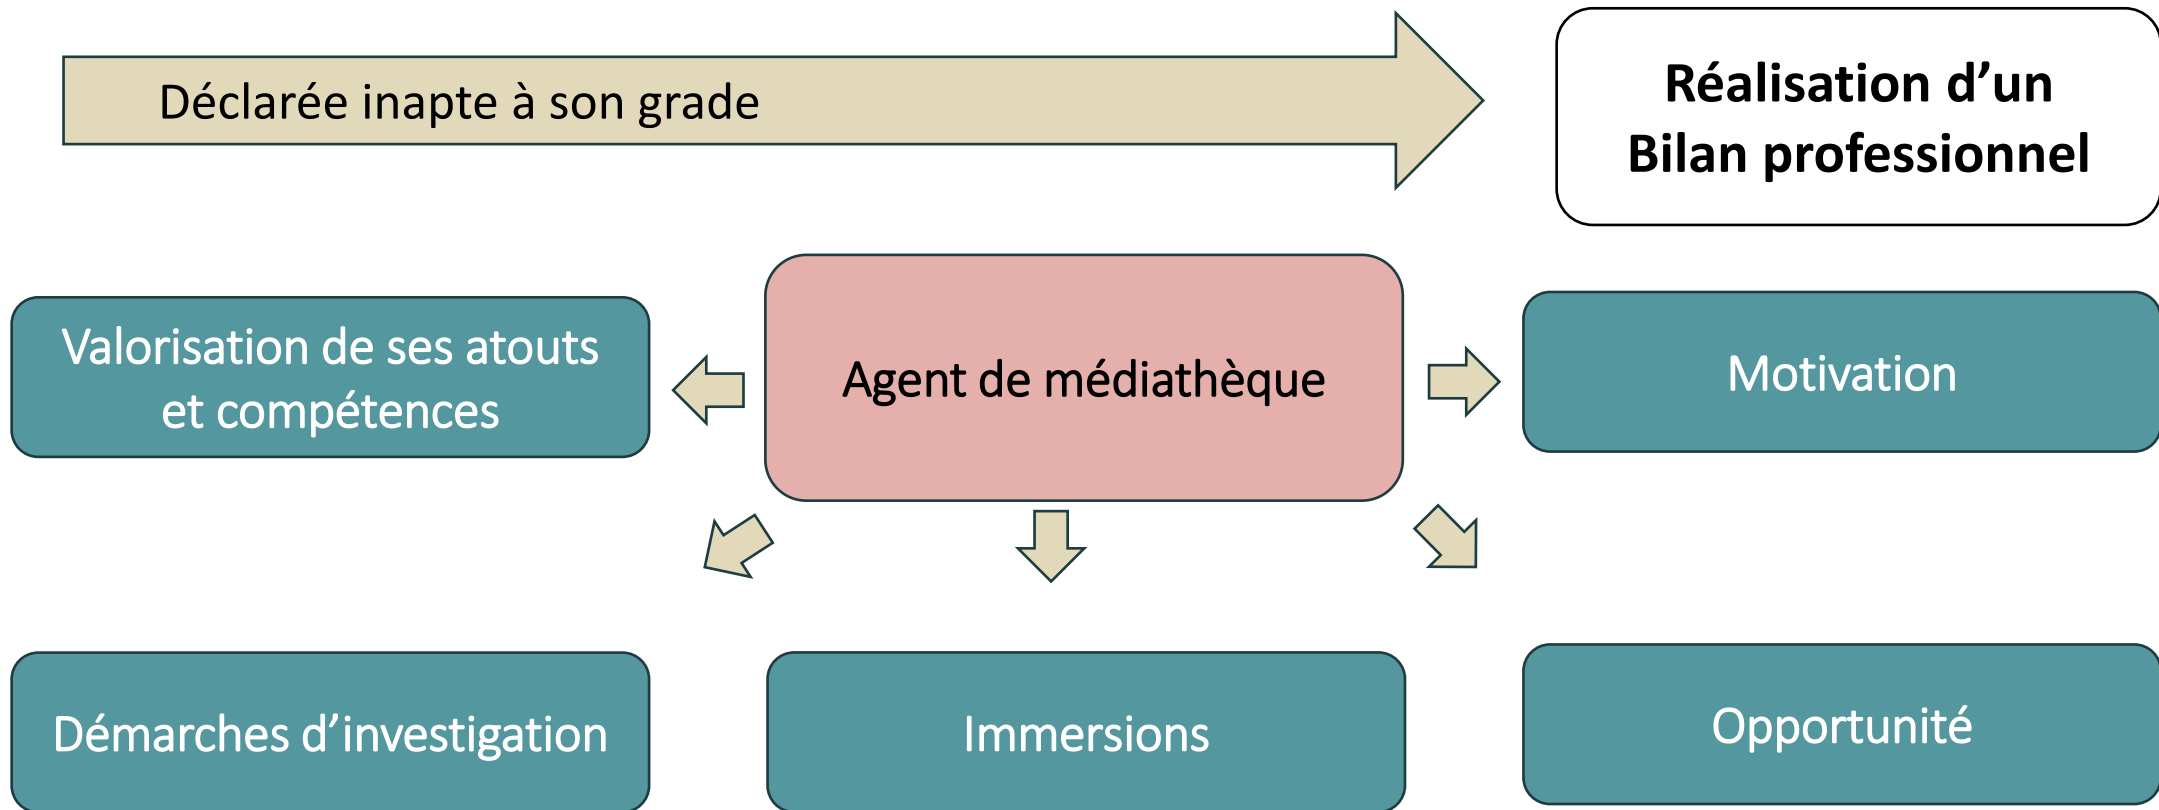 Déclarée inapte à son grade
Réalisation d’un
Bilan professionnel
Valorisation de ses atouts
et compétences
Agent de médiathèque
Motivation
Démarches d’investigation
Immersions
Opportunité